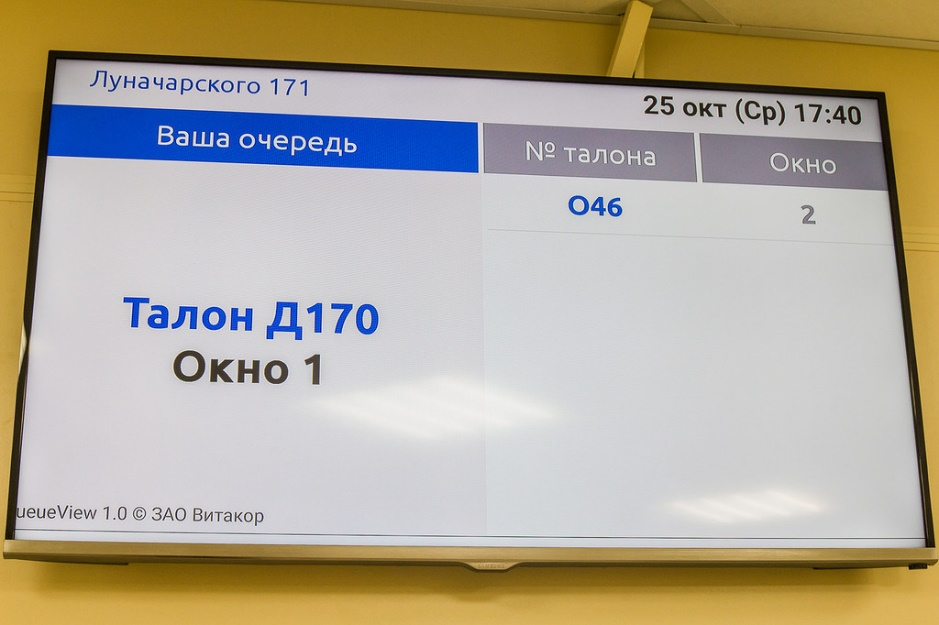 Луначарского 171
25 окт (Ср) 17:40
Ваша очередь
№ талона
Окно
О46
2
Талон Д170
Окно 1
ueueView 1.0 © ЗАО Витакор